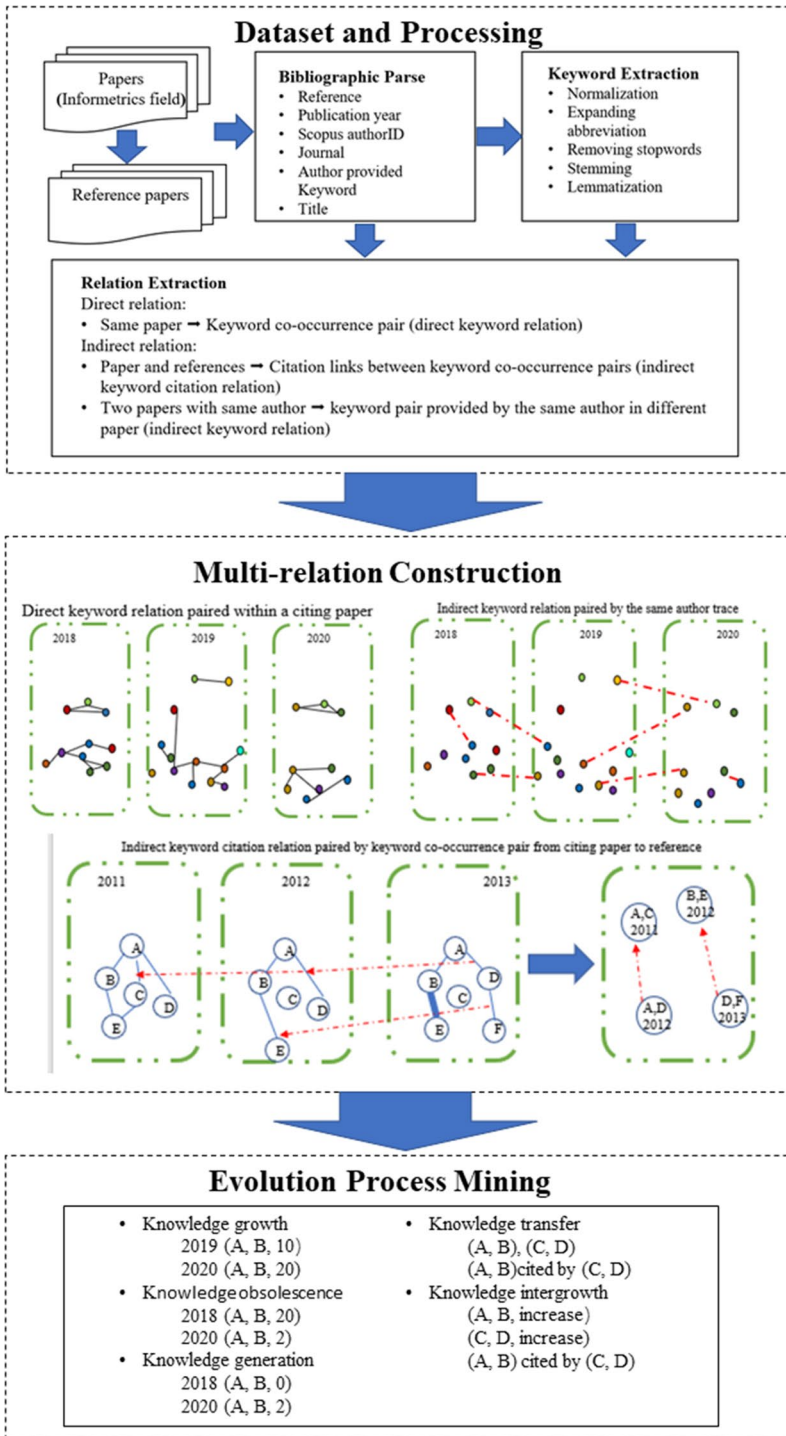 Dataset and Processing
Papers
(Informetrics field)
Reference papers
Bibliographic Parse
• Reference
• Publication year
• Scopus authorID
• Journal
• Author provided
Keyword
• Title
Keyword Extraction
• Normalization
• Expanding
abbreviation
• Removing stopwords
• Stemming
• Lemmatization
Relation Extraction
Direct relation:
• Same paper ➡ Keyword co-occurrence pair (direct keyword relation)
Indirect relation:
• Paper and references ➡ Citation links between keyword co-occurrence pairs (indirect
keyword citation relation)
• Two papers with same author ➡ keyword pair provided by the same author in different
paper (indirect keyword relation)
Multi-relation Construction
Direct keyword relation paired within a citing paper
2018
2019
2020
Indirect keyword relation paired by the same author trace
2018
2019
2020
Indirect keyword citation relation paired by keyword co-occurrence pair from citing paper to reference
2011
A
B
C
D
E
2012
A
B
C
D
E
2013
A
B
C
D
E
F
A,C
2011
B,E
2012
A,D
2012
D,F
2013
Evolution Process Mining
• Knowledge growth
2019 (A, B, 10)
2020 (A, B, 20)
• Knowledge obsolescence
2018 (A, B, 20)
2020 (A, B, 2)
• Knowledge generation
2018 (A, B, 0)
2020 (A, B, 2)
• Knowledge transfer
(A, B), (C, D)
(A, B)cited by (C, D)
• Knowledge intergrowth
(A, B, increase)
(C, D, increase)
(A, B) cited by (C, D)